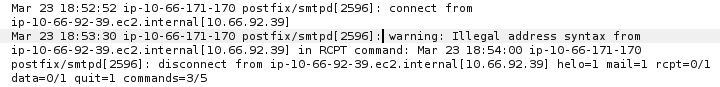 Mar 23 18:52:52 ip-10-66-171-170 postfix/smtpd[2596]: connect from
ip-10-66-92-39.ec2.internal[10.66.92.39]
Mar 23 18:53:30 ip-10-66-171-170 postfix/smtpd[2596]: warning: Illegal address syntax from
ip-10-66-92-39.ec2.internal[10.66.92.39] in RCPT command: Mar 23 18:54:00 ip-10-66-171-170
postfix/smtpd[2596]: disconnect from ip-10-66-92-39.ec2.internal[10.66.92.39] helo=1 mail=1 rcpt=0/1
data=0/1 quit=1 commands=3/5